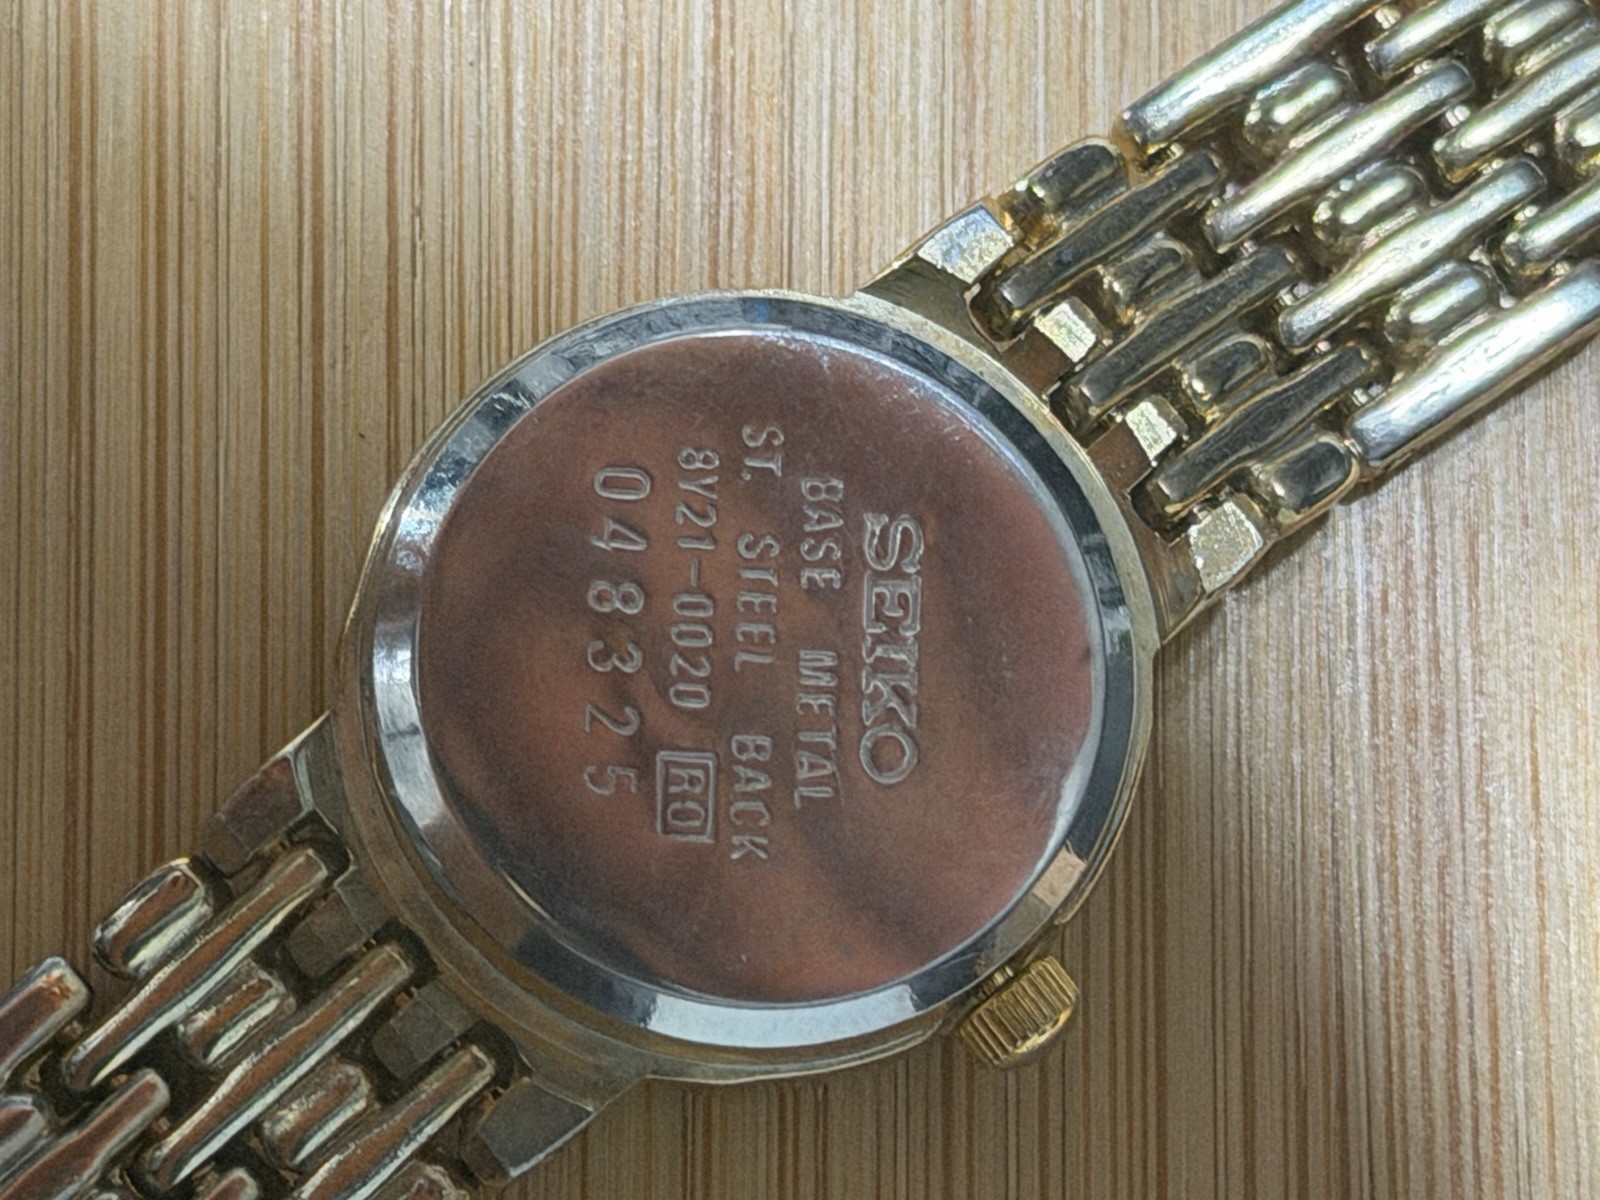 SEIKO
BASE METAL
ST. STEEL BACK
8Y21-0020 R0
048325